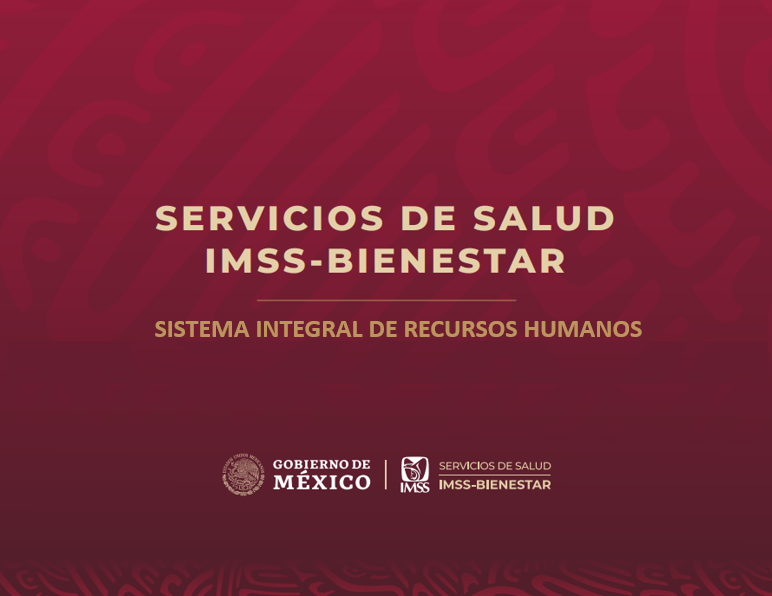 SERVICIOS DE SALUD
IMSS-BIENESTAR
SISTEMA INTEGRAL DE RECURSOS HUMANOS
GOBIERNO DE
MÉXICO
IMSS
SERVICIOS DE SALUD
IMSS-BIENESTAR